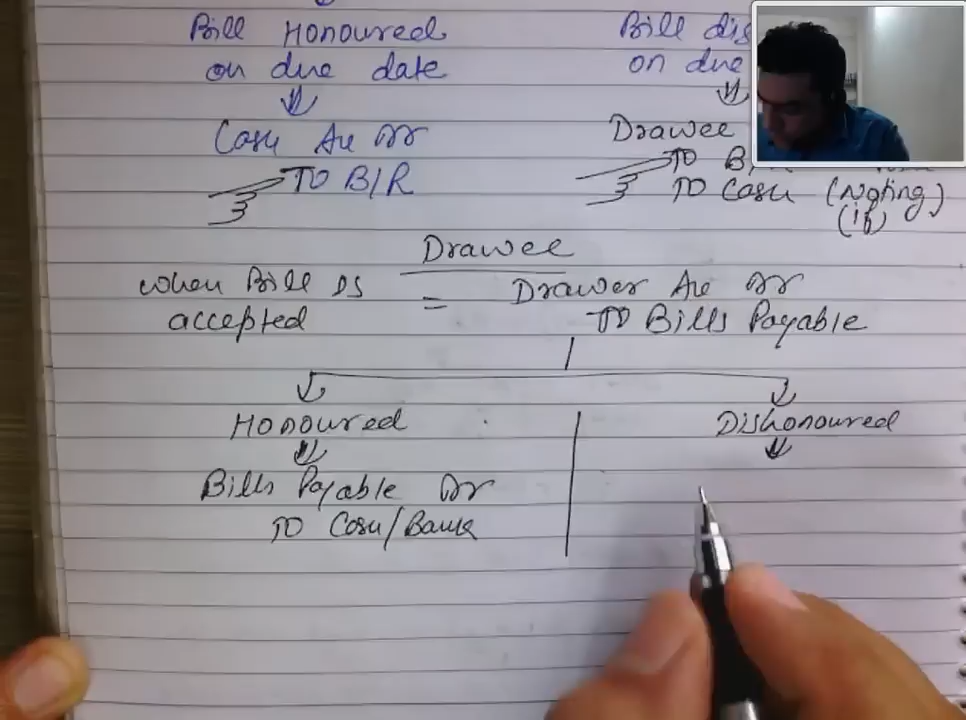 Bill Honoured
on due date
Cash A/c Dr
TO B/R
Bill dis
on due
Drawee
TO B/
TO Cash (Noting)
(if)
Drawee
when Bill is
accepted
= Drawer A/c Dr
TO Bills Payable
Honoured
Bills Payable Dr
TO Cash/Bank
Dishonoured